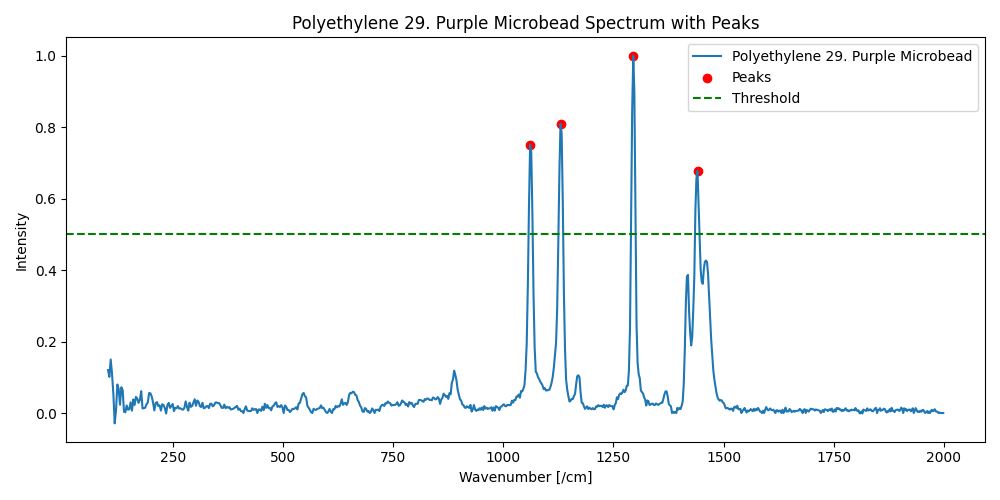 Polyethylene 29. Purple Microbead Spectrum with Peaks
Polyethylene 29. Purple Microbead
Peaks
Threshold
Intensity
1.0
0.8
0.6
0.4
0.2
0.0
250
500
750
1000
1250
1500
1750
2000
Wavenumber [/cm]